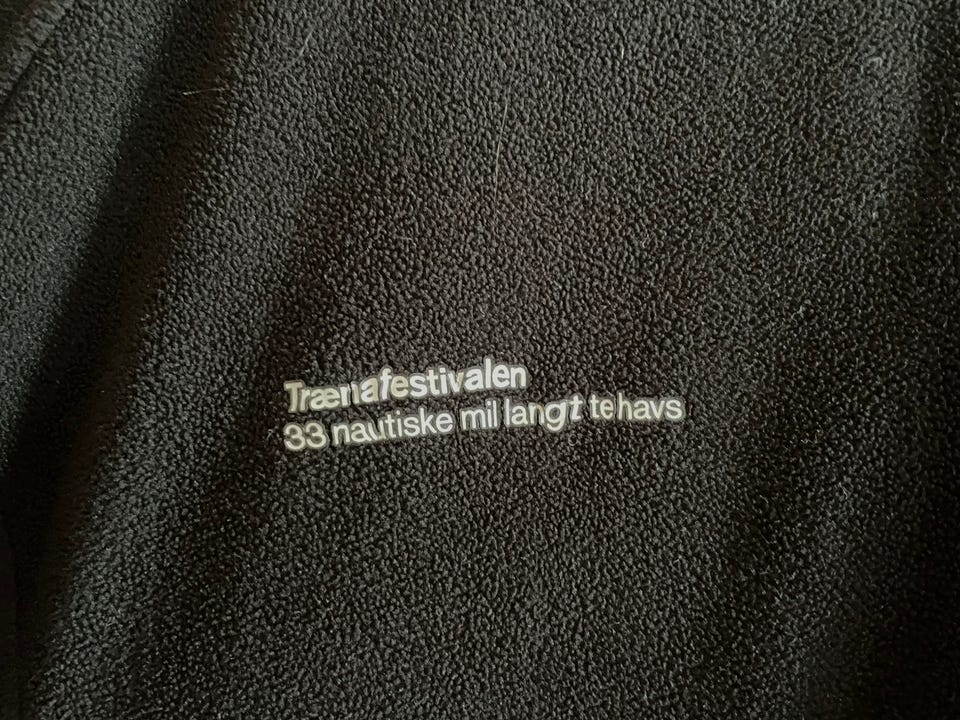 Trænafestivalen
33 nautiske mil langt te havs